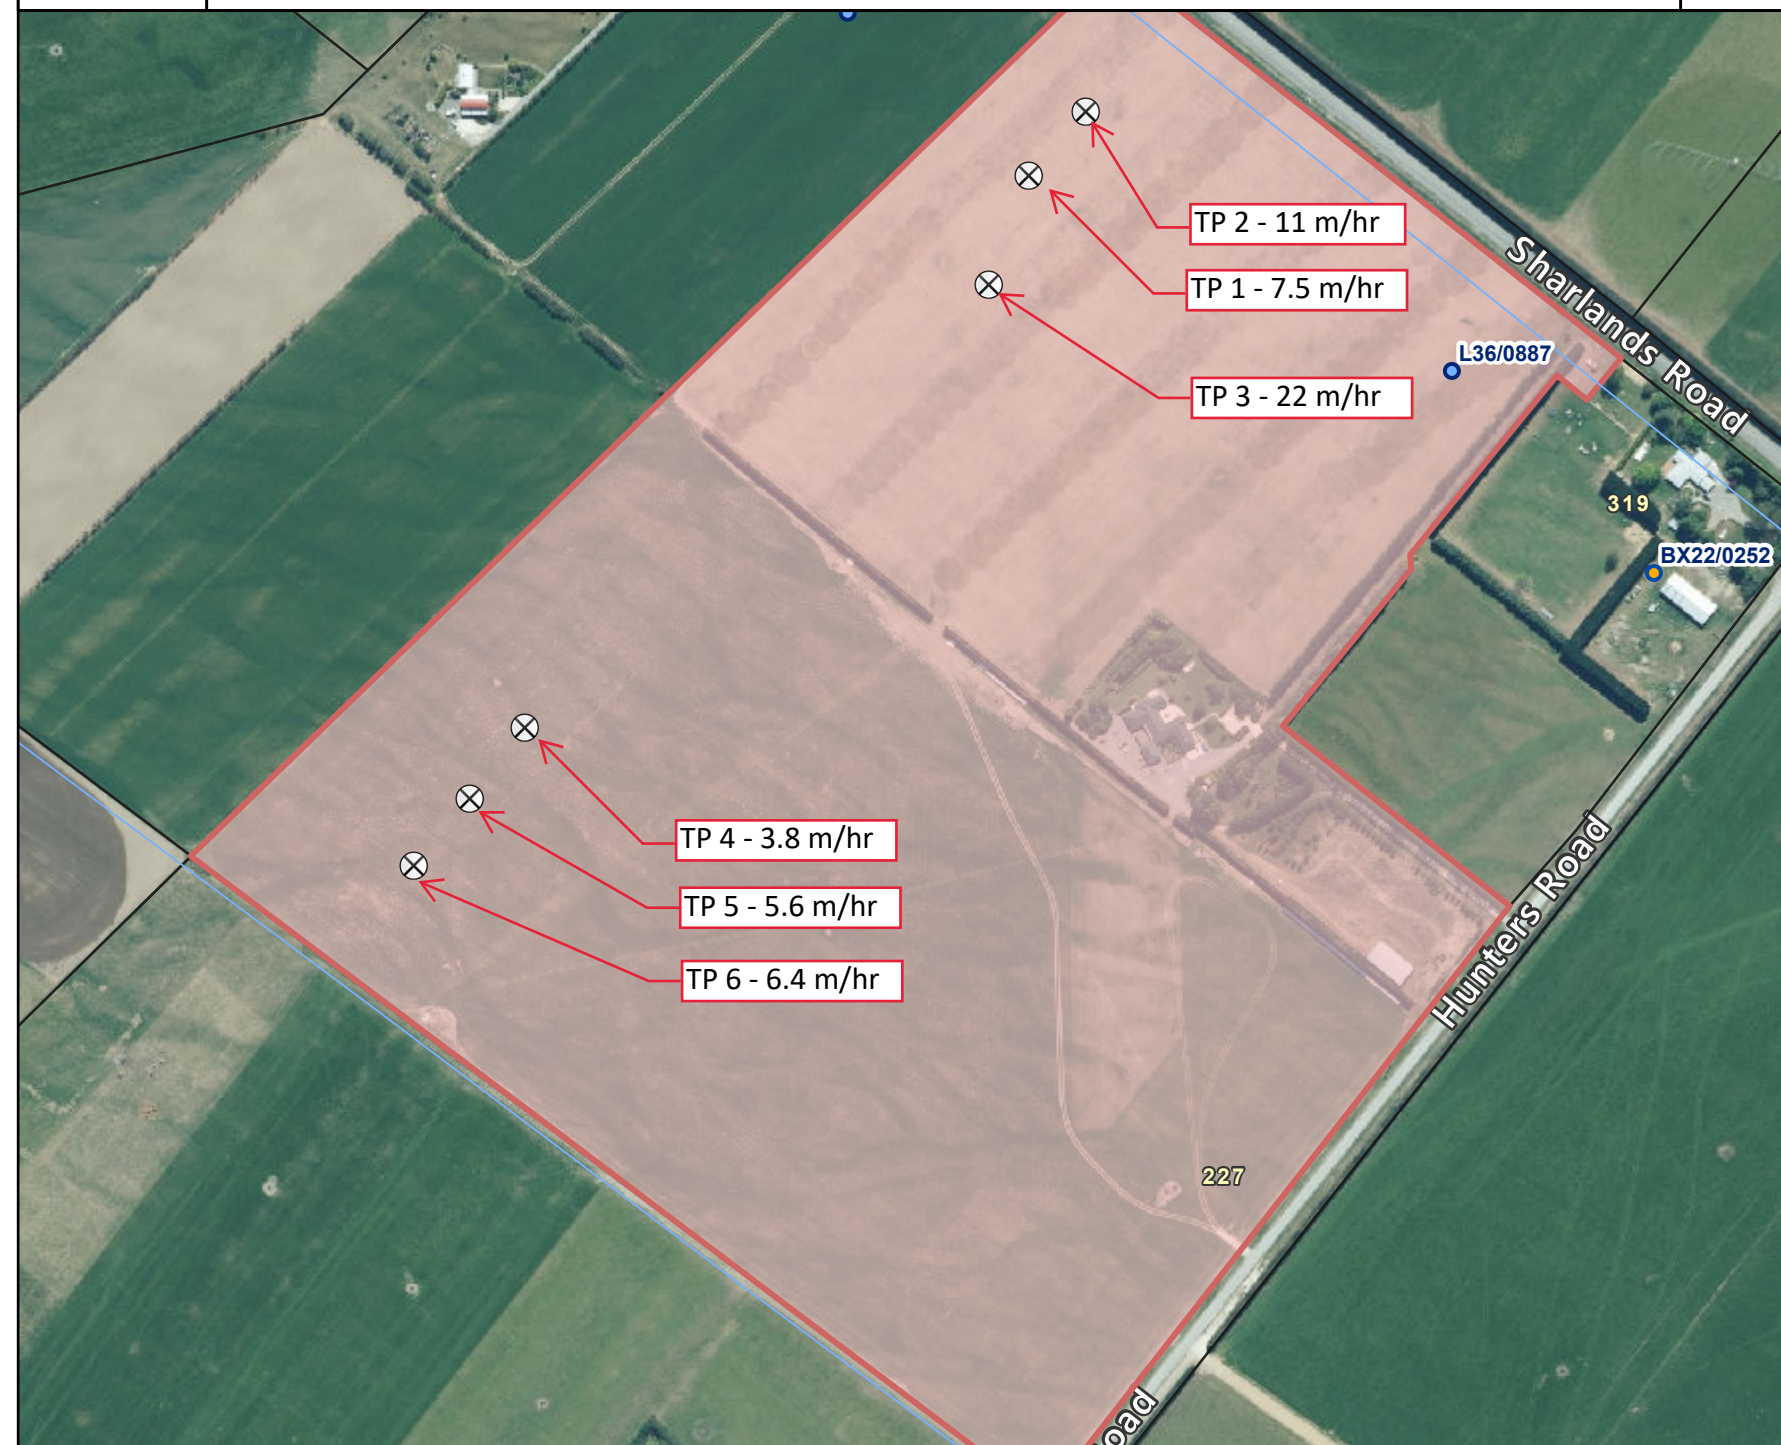 TP 2 - 11 m/hr
Sharlands Road
TP 1 - 7.5 m/hr
L36/0887
TP 3 - 22 m/hr
319
BX22/0252
TP 4 - 3.8 m/hr
Hunters Road
TP 5 - 5.6 m/hr
TP 6 - 6.4 m/hr
227
oad